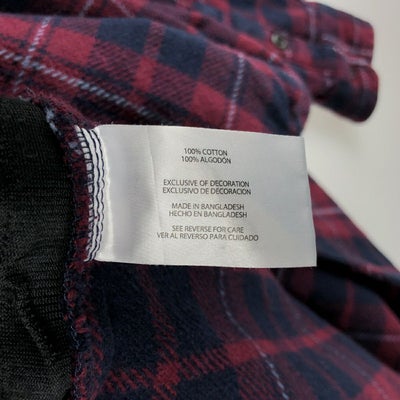 100% COTTON
100% ALGODÓN
EXCLUSIVE OF DECORATION
EXCLUSIVO DE DECORACION
MADE IN BANGLADESH
HECHO EN BANGLADESH
SEE REVERSE FOR CARE
VER AL REVERSO PARA CUIDADO